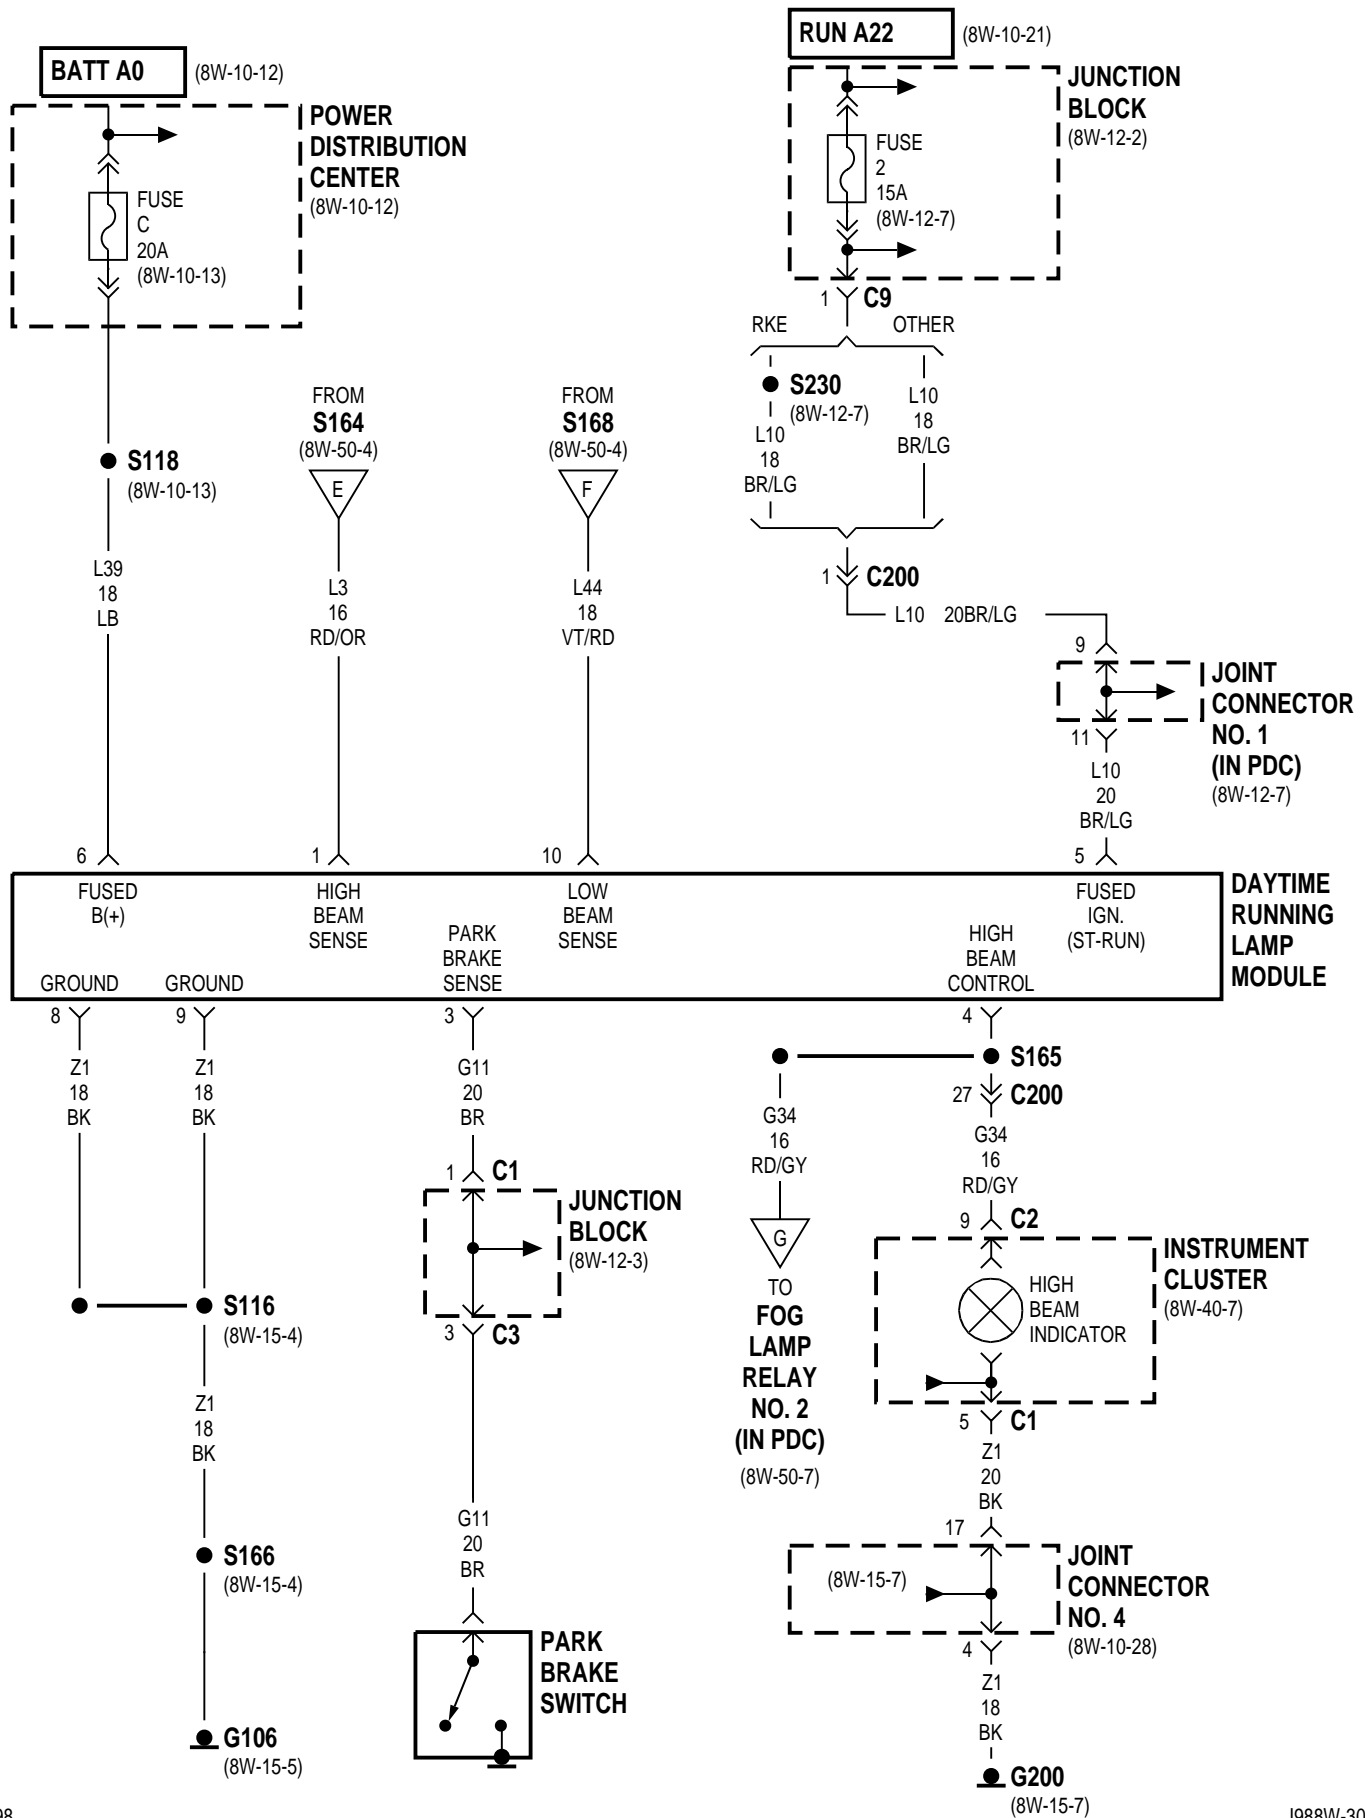 RUN A22
(8W-10-21)
BATT A0
(8W-10-12)
JUNCTION
BLOCK
(8W-12-2)
POWER
DISTRIBUTION
CENTER
(8W-10-12)
FUSE
2
15A
(8W-12-7)
FUSE
C
20A
(8W-10-13)
1
C9
RKE
OTHER
S230
(8W-12-7)
L10
18
BR/LG
L10
18
BR/LG
FROM
S164
(8W-50-4)
E
FROM
S168
(8W-50-4)
F
S118
(8W-10-13)
L39
18
LB
L3
16
RD/OR
L44
18
VT/RD
1
C200
L10 20BR/LG
9
JOINT
CONNECTOR
NO. 1
(IN PDC)
(8W-12-7)
11
L10
20
BR/LG
6
1
10
5
FUSED
B(+)
HIGH
BEAM
SENSE
LOW
BEAM
SENSE
FUSED
IGN.
(ST-RUN)
DAYTIME
RUNNING
LAMP
MODULE
GROUND
GROUND
PARK
BRAKE
SENSE
HIGH
BEAM
CONTROL
8
9
3
4
Z1
18
BK
Z1
18
BK
G11
20
BR
S165
27
C200
G34
16
RD/GY
G34
16
RD/GY
1
C1
JUNCTION
BLOCK
(8W-12-3)
3
C3
G
TO
FOG
LAMP
RELAY
NO. 2
(IN PDC)
(8W-50-7)
9
C2
INSTRUMENT
CLUSTER
(8W-40-7)
HIGH
BEAM
INDICATOR
5
C1
S116
(8W-15-4)
Z1
18
BK
Z1
20
BK
G11
20
BR
17
(8W-15-7)
JOINT
CONNECTOR
NO. 4
(8W-10-28)
S166
(8W-15-4)
4
PARK
BRAKE
SWITCH
Z1
18
BK
G106
(8W-15-5)
G200
(8W-15-7)